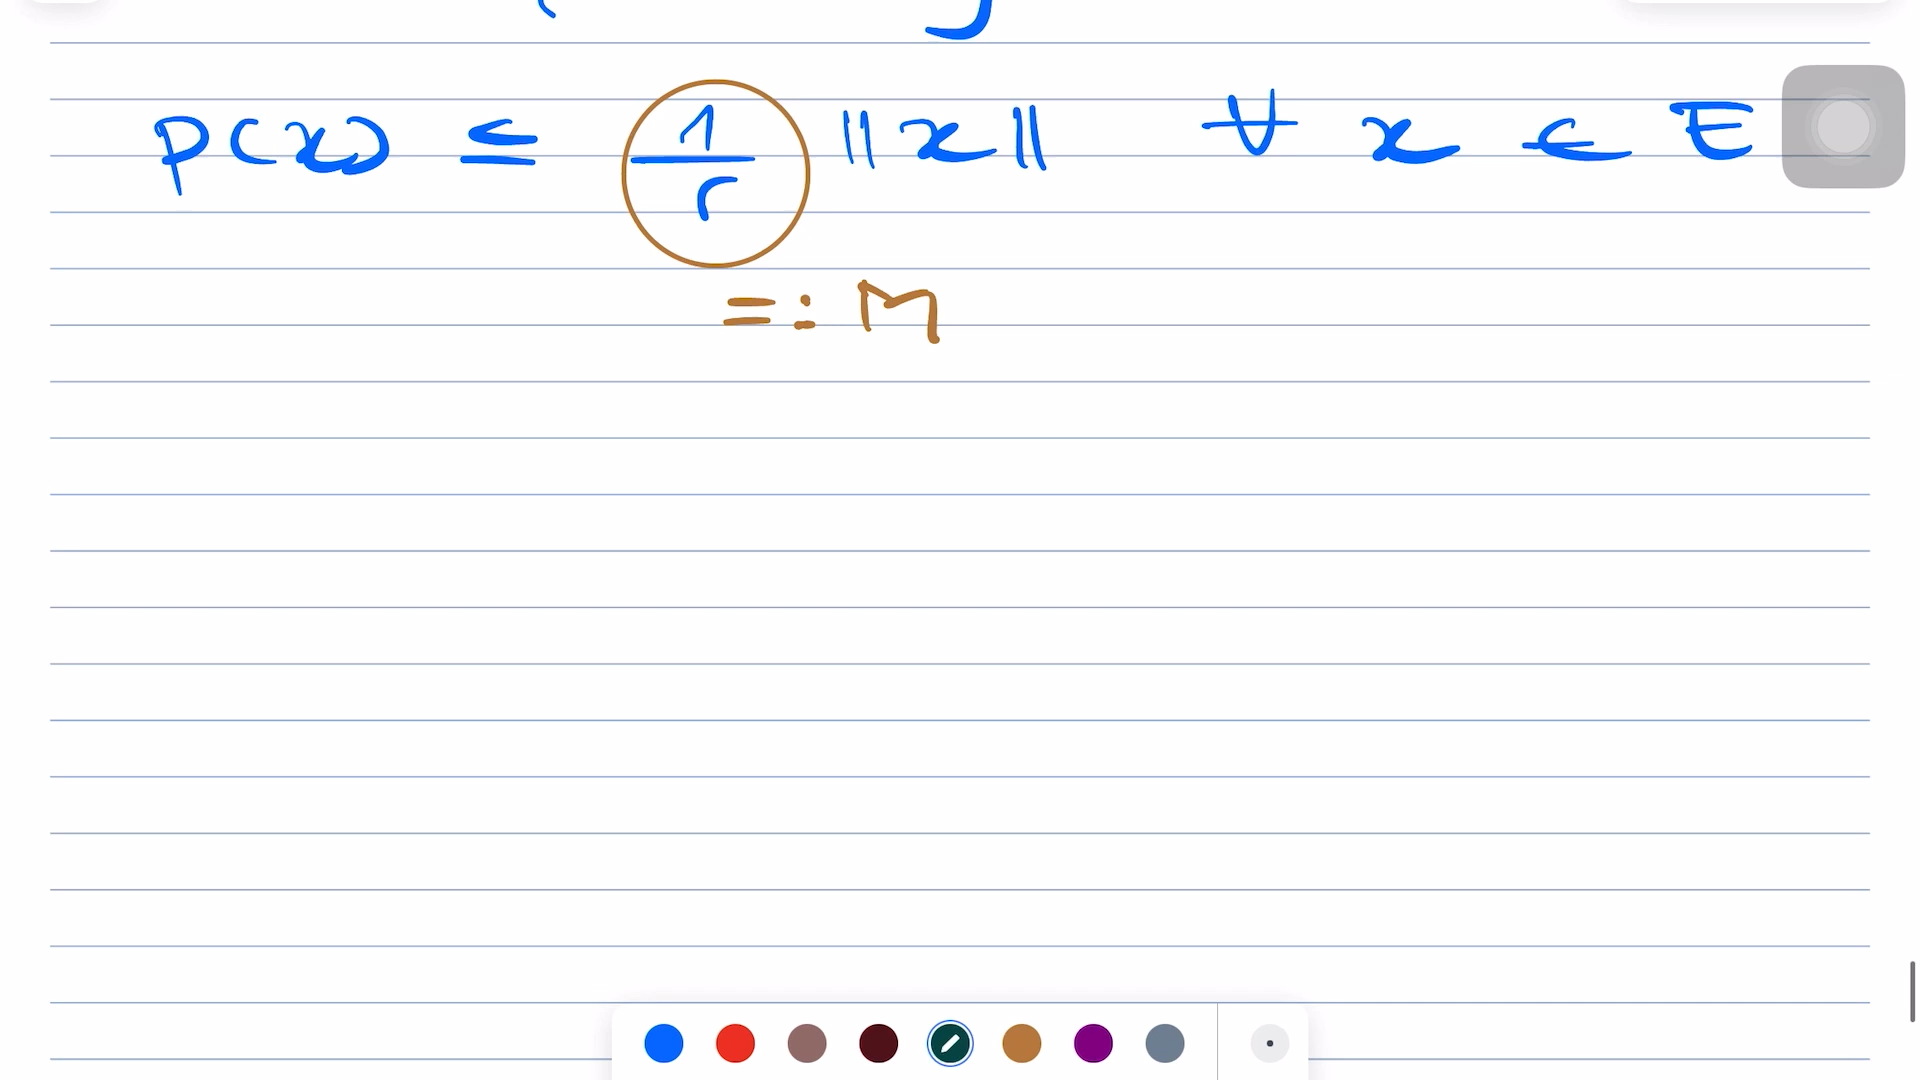 p(x) ≤ 1/r ||x|| ∀ x ∈ E
=: M